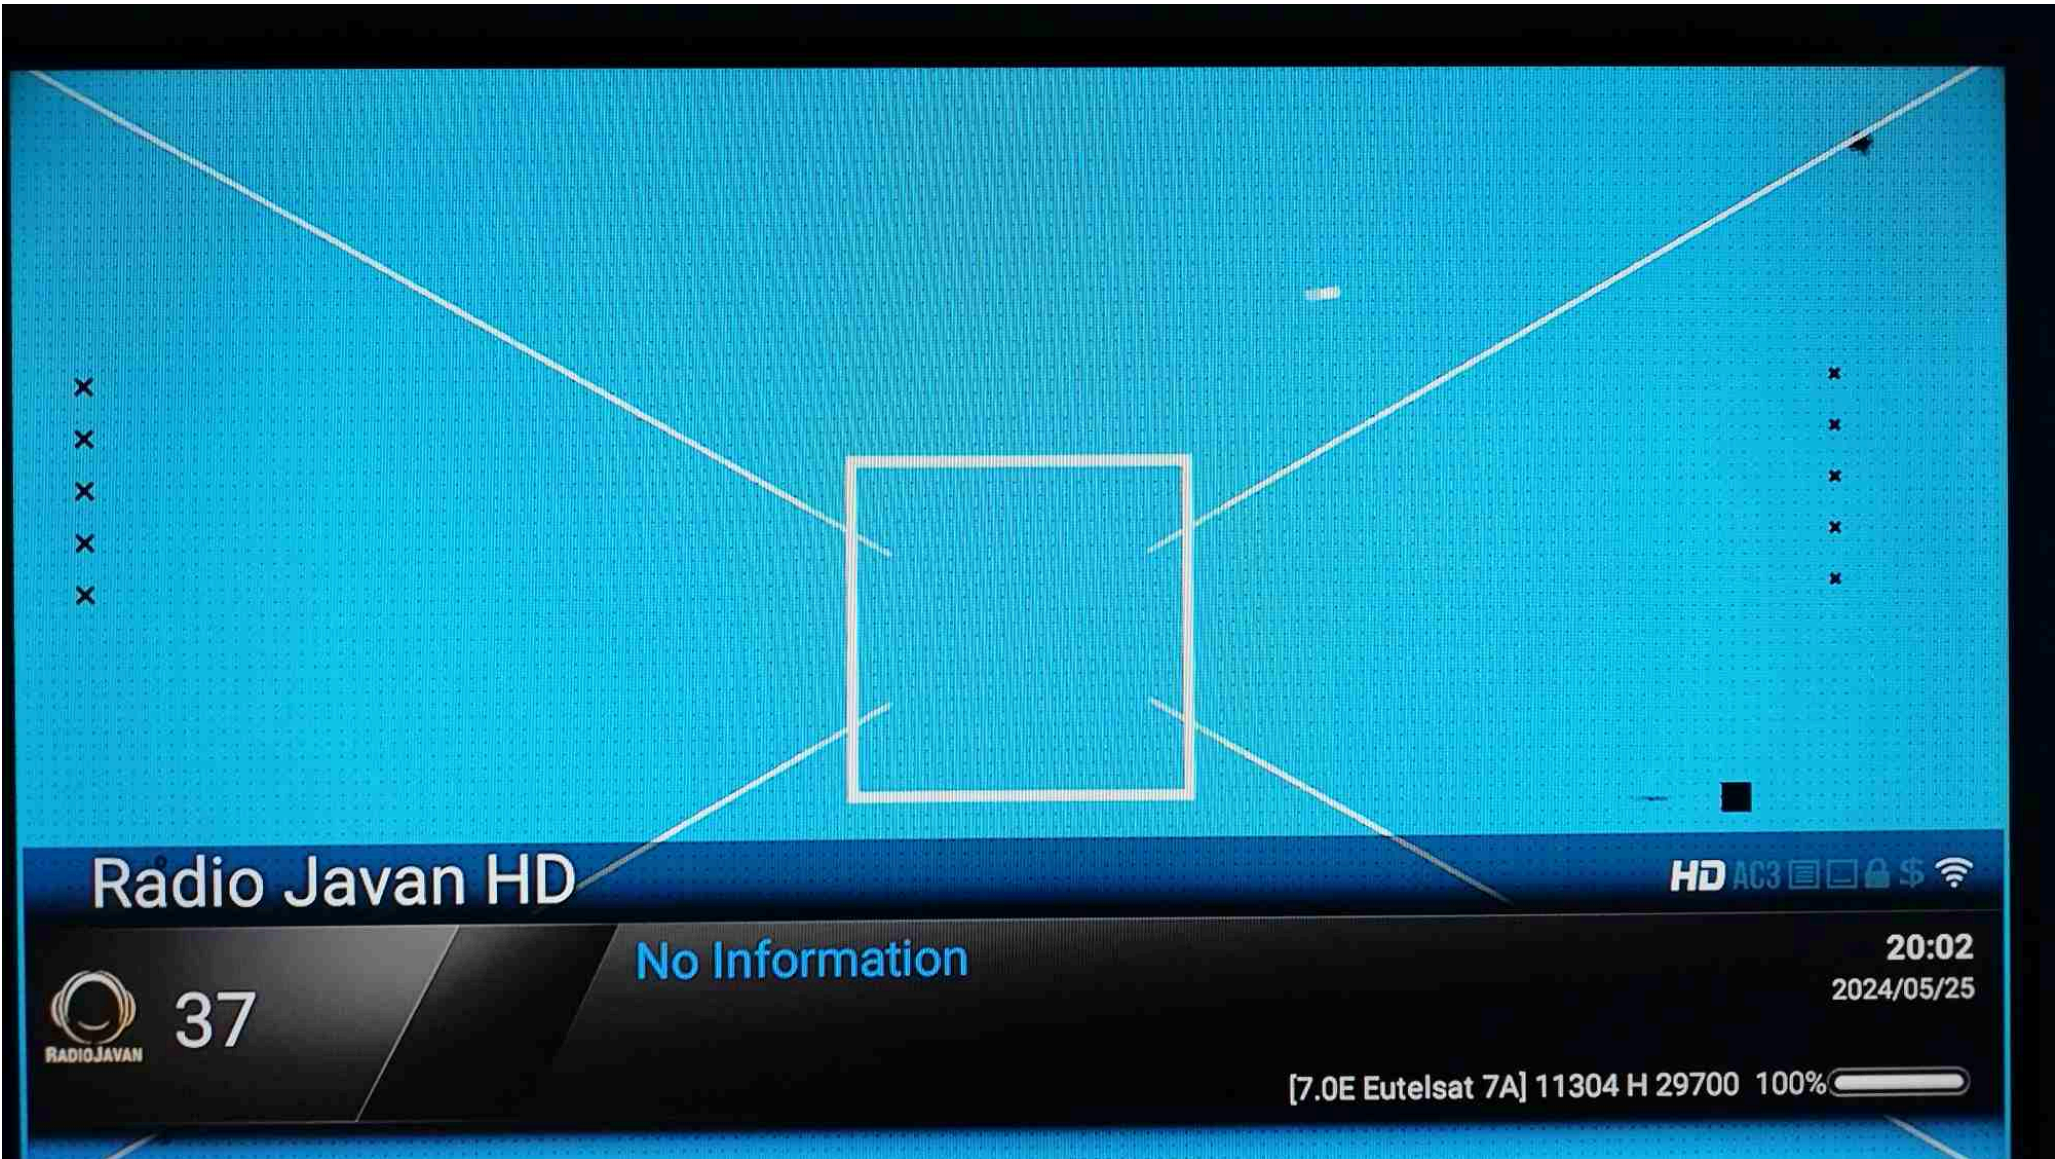 Radio Javan HD
HD AC3 $
No Information
20:02
2024/05/25
37
RADIOJAVAN
[7.0E Eutelsat 7A] 11304 H 29700 100%